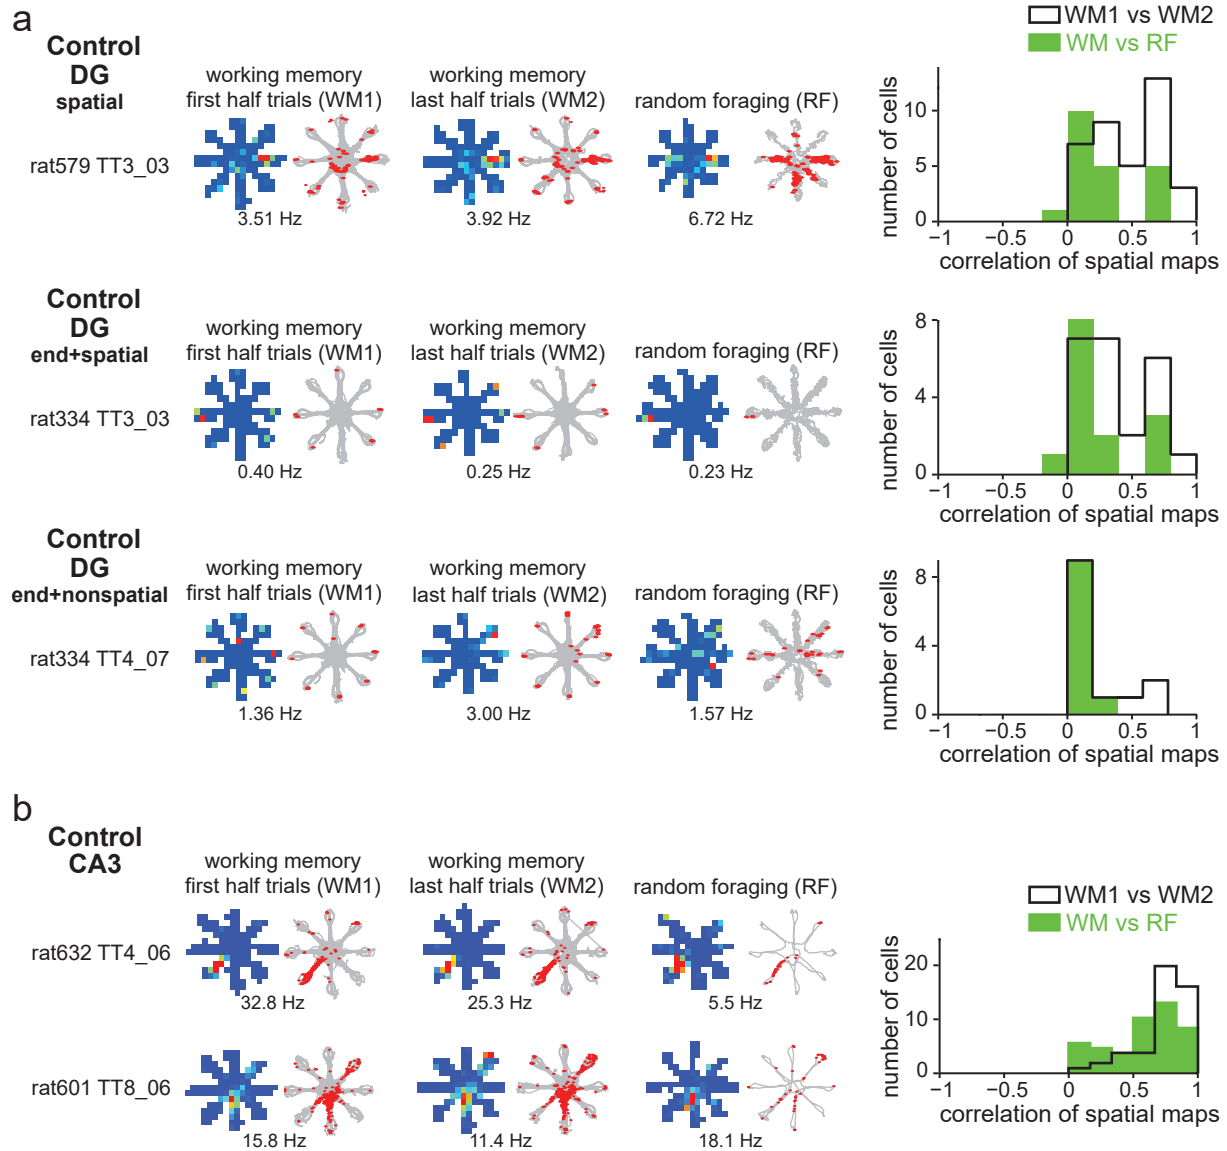 a
Control
DG
spatial
working memory
first half trials (WM1)
working memory
last half trials (WM2)
random foraging (RF)
WM1 vs WM2
WM vs RF
rat579 TT3_03
3.51 Hz
3.92 Hz
6.72 Hz
number of cells
10
5
0
−1
−0.5
0
0.5
1
correlation of spatial maps
Control
DG
end+spatial
working memory
first half trials (WM1)
working memory
last half trials (WM2)
random foraging (RF)
rat334 TT3_03
0.40 Hz
0.25 Hz
0.23 Hz
number of cells
8
4
0
−1
−0.5
0
0.5
1
correlation of spatial maps
Control
DG
end+nonspatial
working memory
first half trials (WM1)
working memory
last half trials (WM2)
random foraging (RF)
rat334 TT4_07
1.36 Hz
3.00 Hz
1.57 Hz
number of cells
8
4
0
−1
−0.5
0
0.5
1
correlation of spatial maps
b
Control
CA3
working memory
first half trials (WM1)
working memory
last half trials (WM2)
random foraging (RF)
WM1 vs WM2
WM vs RF
rat632 TT4_06
32.8 Hz
25.3 Hz
5.5 Hz
rat601 TT8_06
15.8 Hz
11.4 Hz
18.1 Hz
number of cells
20
10
0
−1
−0.5
0
0.5
1
correlation of spatial maps